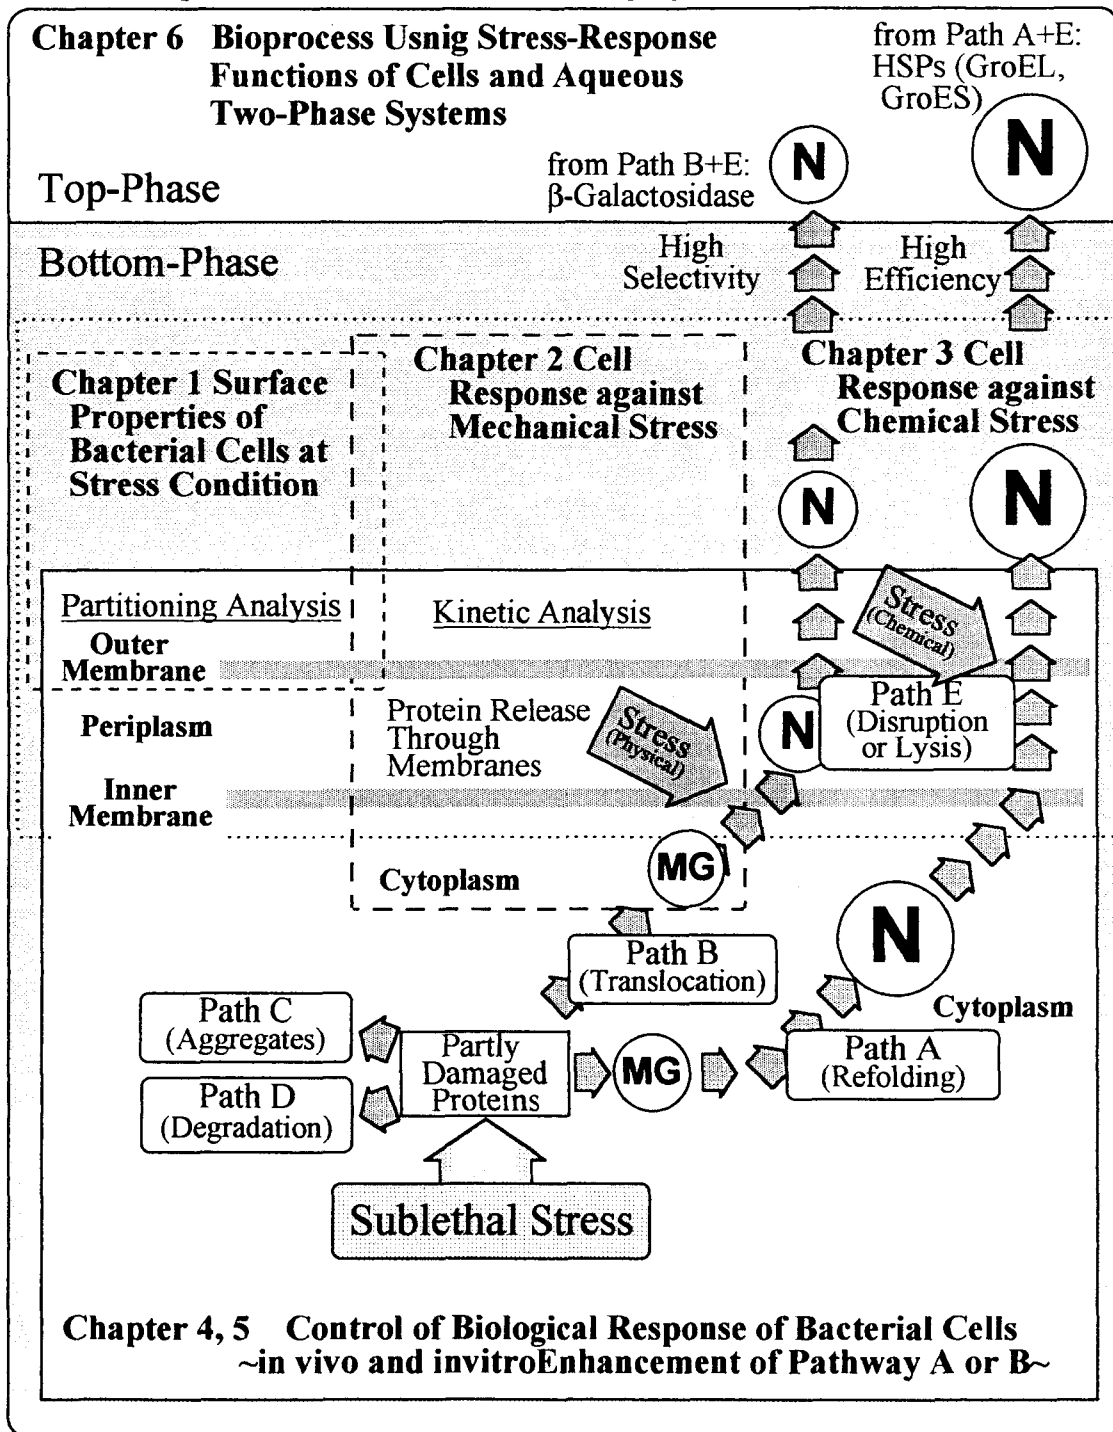 Chapter 6 Bioprocess Usnig Stress-Response
Functions of Cells and Aqueous
Two-Phase Systems
from Path A+E:
HSPs (GroEL,
GroES)
N
N
from Path B+E:
β-Galactosidase
Top-Phase
Bottom-Phase
High
Selectivity
High
Efficiency
Chapter 1 Surface
Properties of
Bacterial Cells at
Stress Condition
Chapter 2 Cell
Response against
Mechanical Stress
Chapter 3 Cell
Response against
Chemical Stress
N
N
Partitioning Analysis
Kinetic Analysis
Stress
(Chemical)
Outer
Membrane
Periplasm
Protein Release
Through
Membranes
Stress
(Physical)
N
Path E
(Disruption
or Lysis)
Inner
Membrane
Cytoplasm
MG
N
Path B
(Translocation)
Cytoplasm
Path C
(Aggregates)
Partly
Damaged
Proteins
MG
Path A
(Refolding)
Path D
(Degradation)
Sublethal Stress
Chapter 4, 5 Control of Biological Response of Bacterial Cells
~in vivo and invitroEnhancement of Pathway A or B~